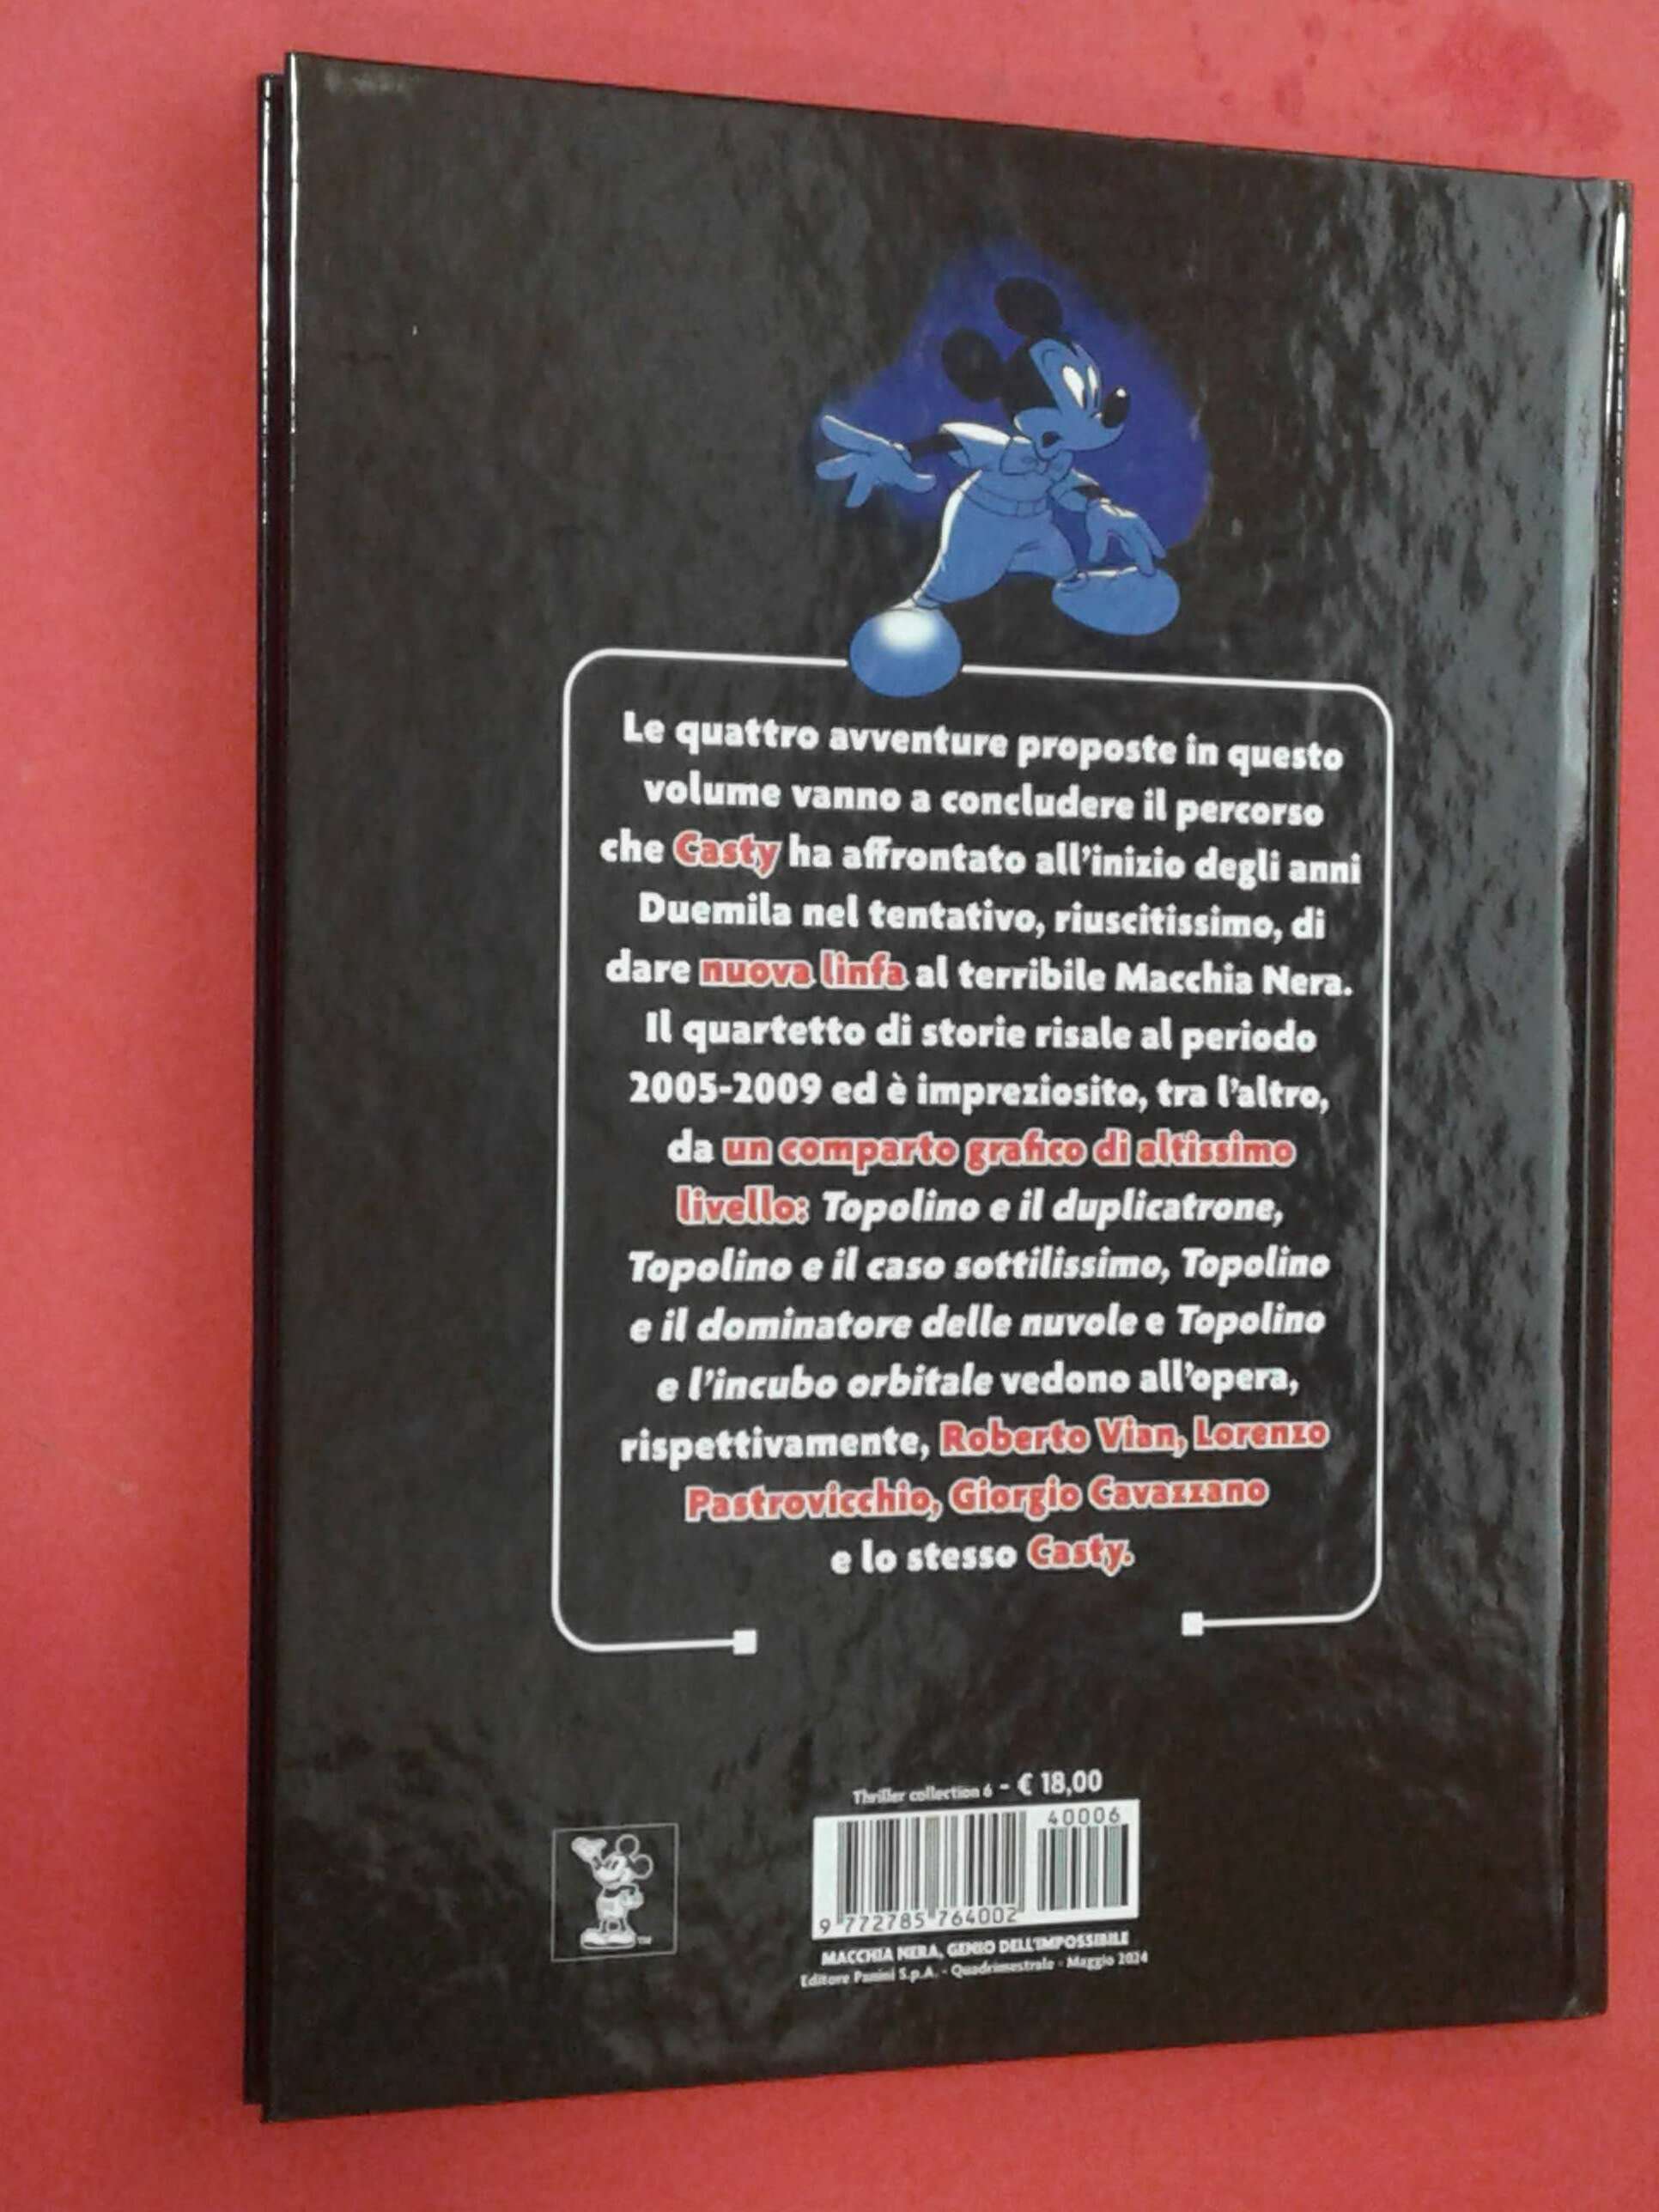 Le quattro avventure proposte in questo
volume vanno a concludere il percorso
che Casty ha affrontato all'inizio degli anni
Duemila nel tentativo, riuscitissimo, di
dare nuova linfa al terribile Macchia Nera.
Il quartetto di storie risale al periodo
2005-2009 ed è impreziosito, tra l'altro,
da un comparto grafico di altissimo
livello: Topolino e il duplicatrone,
Topolino e il caso sottilissimo, Topolino
e il dominatore delle nuvole e Topolino
e l'incubo orbitale vedono all'opera,
rispettivamente, Roberto Vian, Lorenzo
Pastrovicchio, Giorgio Cavazzano
e lo stesso Casty.
Thriller collection 6 - € 18,00
40006
9 772785 764002
TM
MACCHIA NERA, GENIO DELL'IMPOSSIBILE
Editore Panini S.p.A. - Quadrimestrale - Maggio 2024